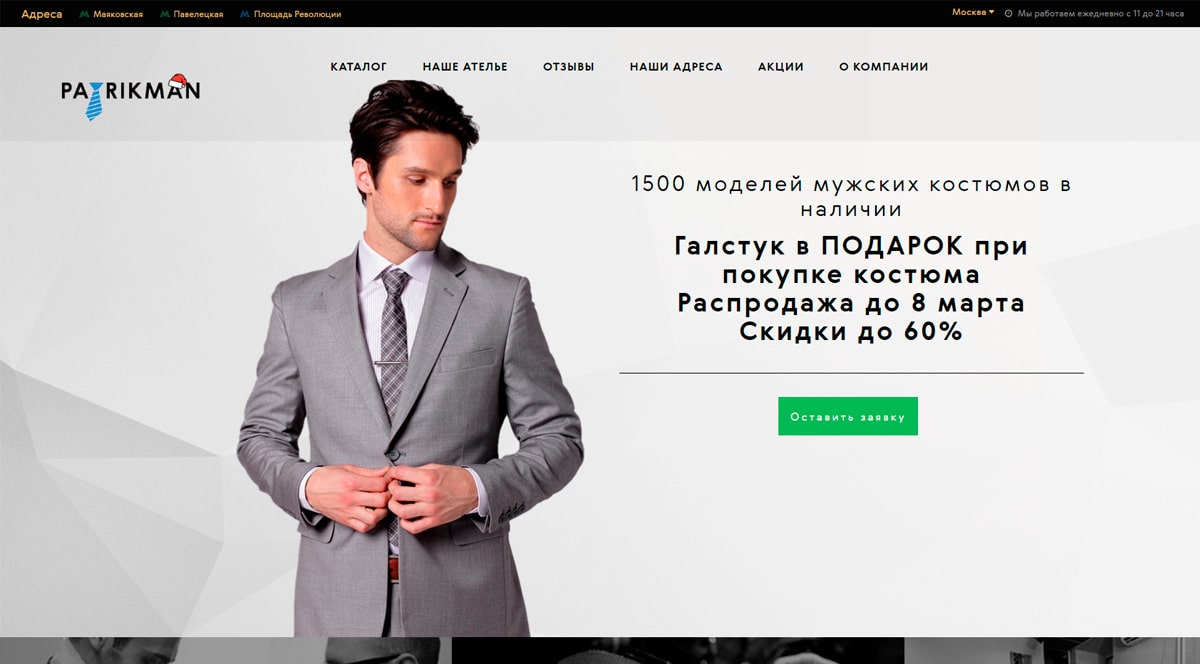 Адреса Маяковская Павелецкая Площадь Революции Москва Мы работаем ежедневно с 11 до 21 часа
КАТАЛОГ НАШЕ АТЕЛЬЕ ОТЗЫВЫ НАШИ АДРЕСА АКЦИИ О КОМПАНИИ
PATRIKMAN
1500 моделей мужских костюмов в
наличии
Галстук в ПОДАРОК при
покупке костюма
Распродажа до 8 марта
Скидки до 60%
Оставить заявку